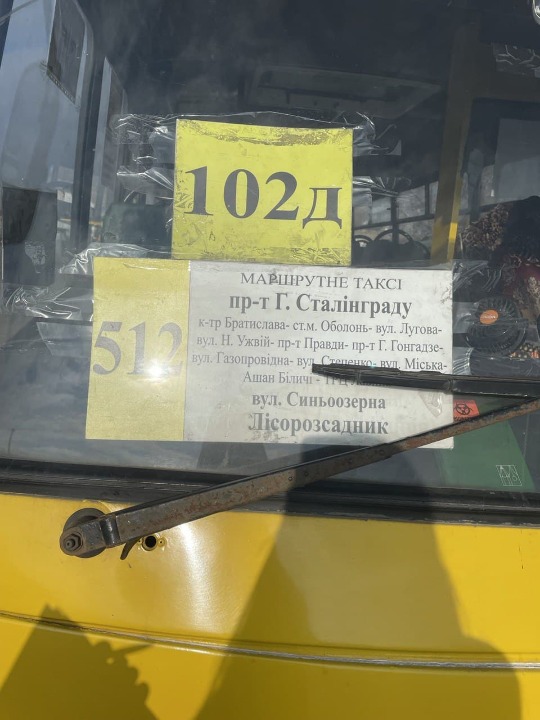 102д
512
МАРШРУТНЕ ТАКСІ
пр-т Г. Сталінграду
к-тр Братислава- ст.м. Оболонь- вул. Лугова-
вул. Н. Ужвій- пр-т Правди- пр-т Г. Гонгадзе-
вул. Газопровідна- вул. Стеценко- вул. Міська-
Ашан Біличі -
вул. Синьоозерна
Лісорозсадник